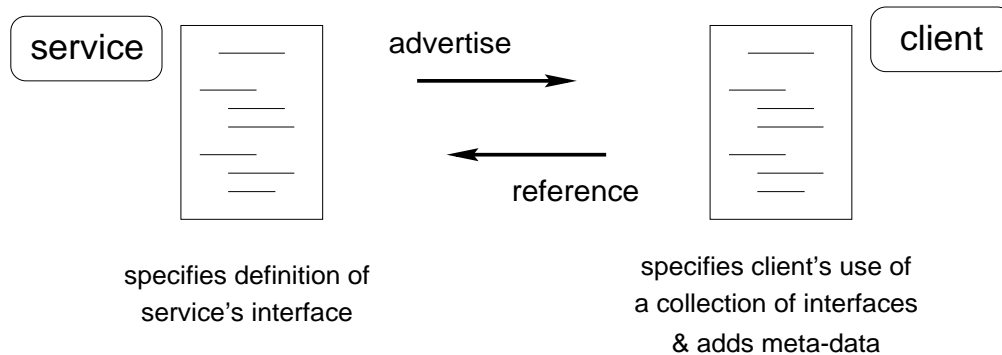 service
advertise
client
reference
specifies definition of
service's interface
specifies client's use of
a collection of interfaces
& adds meta-data